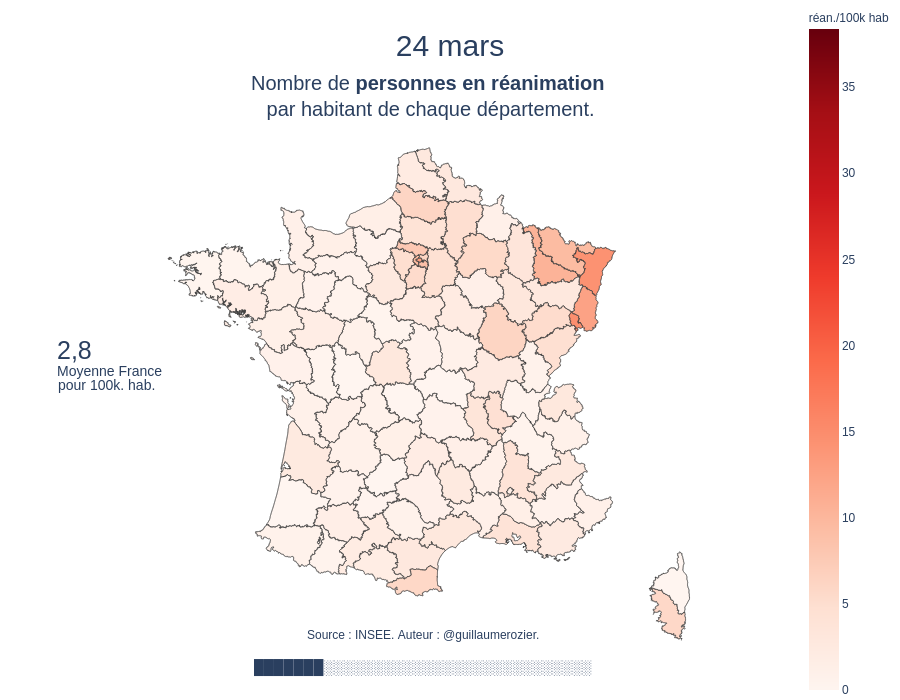 réan./100k hab
24 mars
Nombre de personnes en réanimation
par habitant de chaque département.
35
30
25
20
15
10
5
0
2,8
Moyenne France
pour 100k. hab.
Source : INSEE. Auteur : @guillaumerozier.